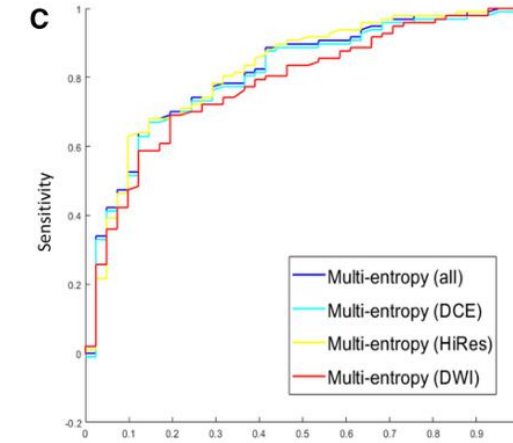 C
1
0.8
0.6
0.4
0.2
0
-0.2
Sensitivity
Multi-entropy (all)
Multi-entropy (DCE)
Multi-entropy (HiRes)
Multi-entropy (DWI)
0 0.1 0.2 0.3 0.4 0.5 0.6 0.7 0.8 0.9